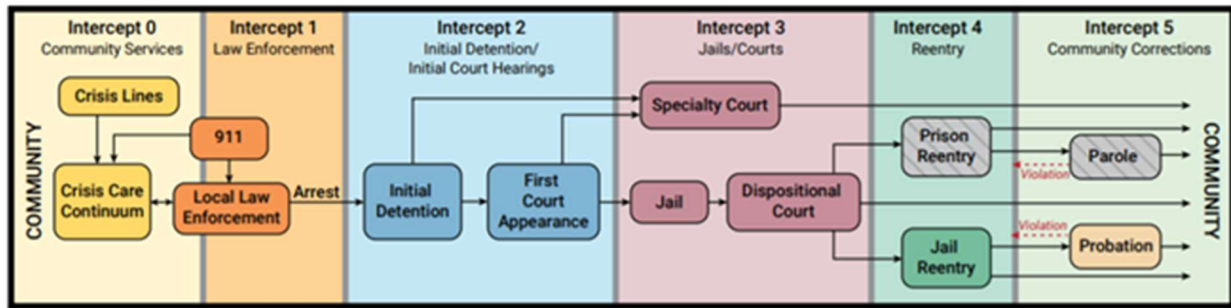 Intercept 0
Community Services
Intercept 1
Law Enforcement
Intercept 2
Initial Detention/
Initial Court Hearings
Intercept 3
Jails/Courts
Intercept 4
Reentry
Intercept 5
Community Corrections
COMMUNITY
Crisis Lines
911
Crisis Care
Continuum
Local Law
Enforcement
Arrest
Initial
Detention
First
Court
Appearance
Specialty Court
Jail
Dispositional
Court
Prison
Reentry
Parole
Violation
Jail
Reentry
Violation
Probation
COMMUNITY